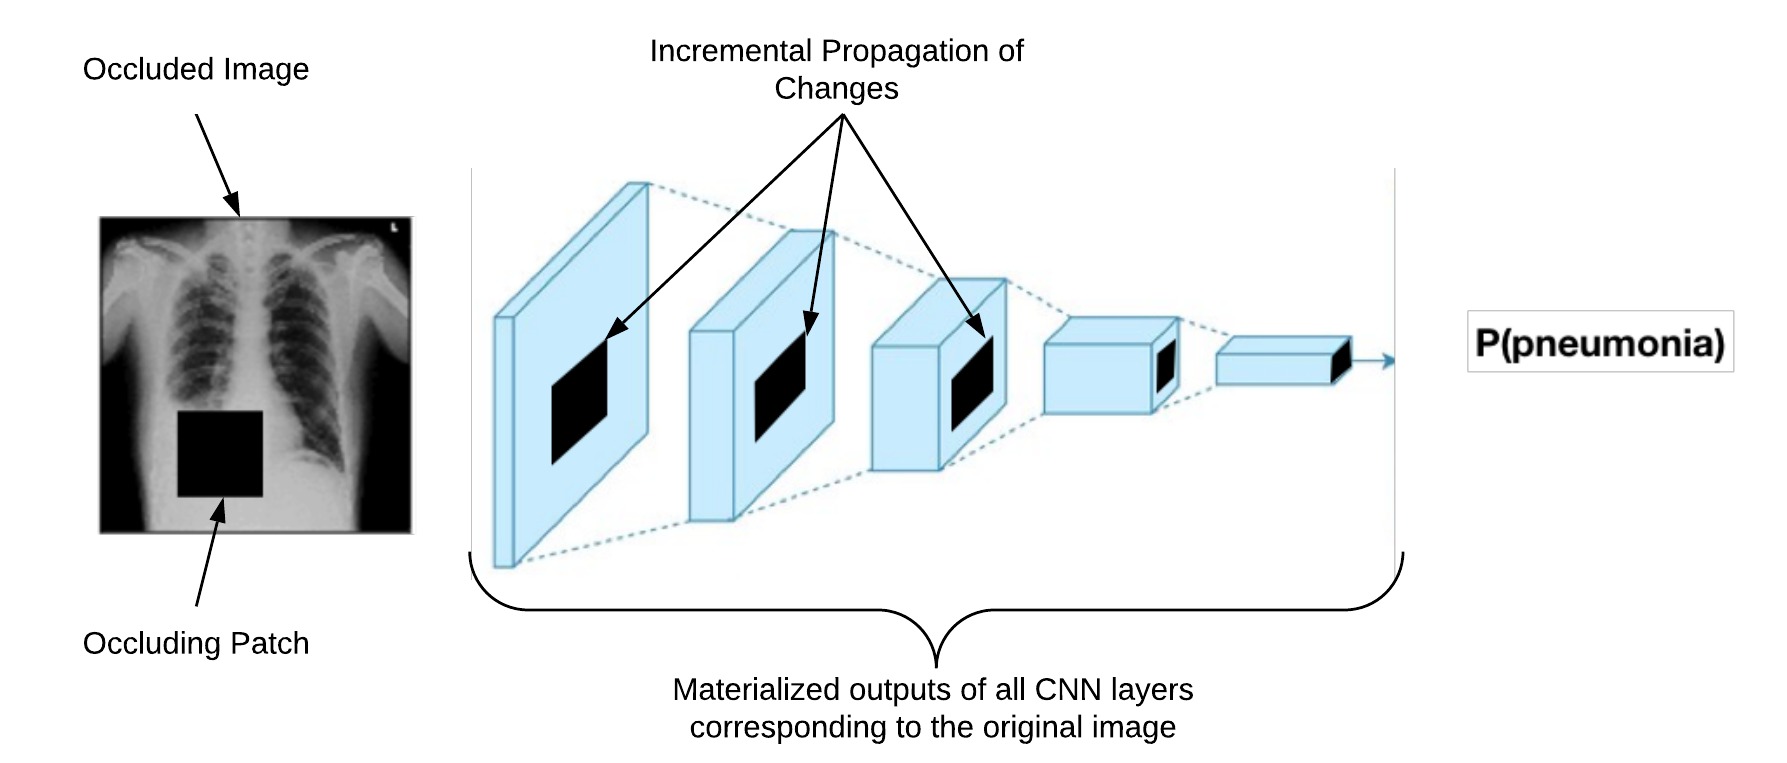 Occluded Image
Incremental Propagation of
Changes
L
P(pneumonia)
Occluding Patch
Materialized outputs of all CNN layers
corresponding to the original image